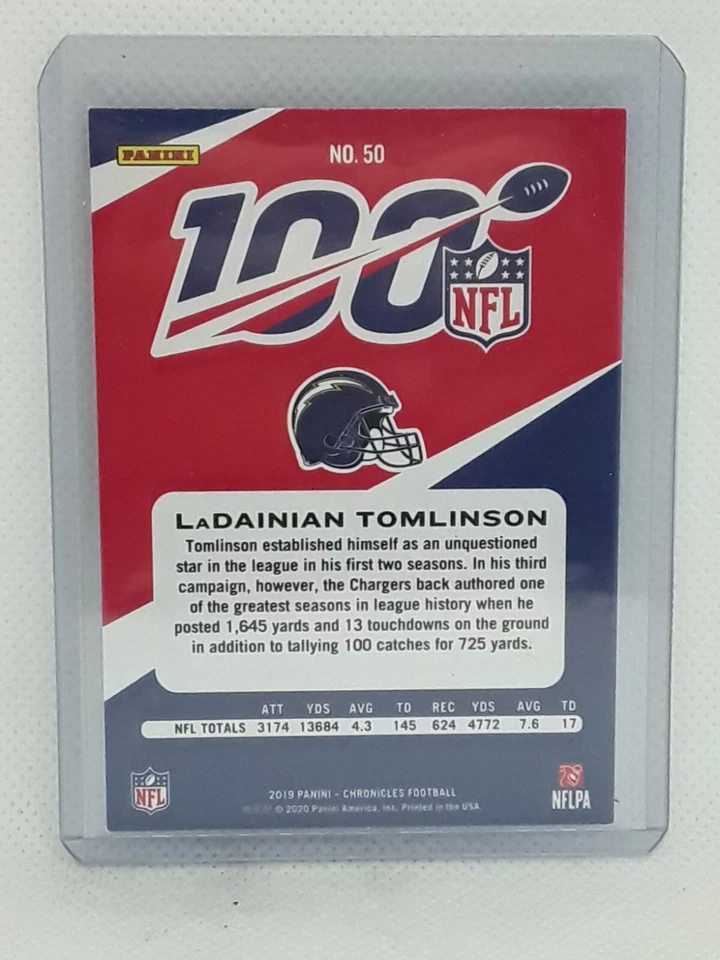 PANINI
NO. 50
100
NFL
LaDAINIAN TOMLINSON
Tomlinson established himself as an unquestioned
star in the league in his first two seasons. In his third
campaign, however, the Chargers back authored one
of the greatest seasons in league history when he
posted 1,645 yards and 13 touchdowns on the ground
in addition to tallying 100 catches for 725 yards.
ATT YDS AVG TD REC YDS AVG TD
NFL TOTALS 3174 13684 4.3 145 624 4772 7.6 17
NFL
2019 PANINI – CHRONICLES FOOTBALL
© 2020 Panini America, Inc. Printed in the USA.
NFLPA